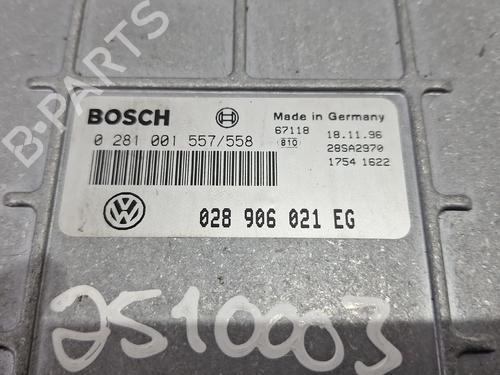 B-PARTS
BOSCH
Made in Germany
0 281 001 557/558
67118
18.11.96
810
28SA2970
1754 1622
VW
028 906 021 EG
2510003